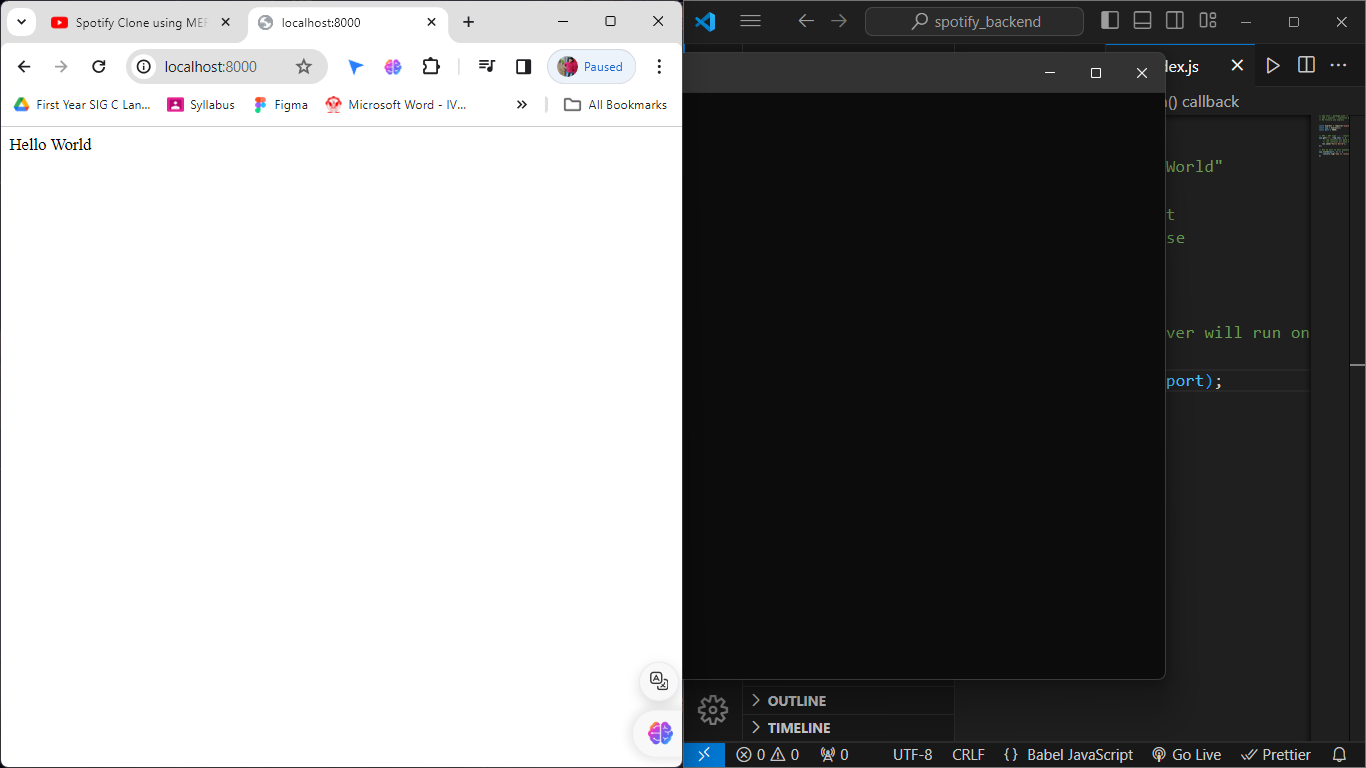 Spotify Clone using MER
localhost:8000
localhost:8000
Paused
First Year SIG C Lan...
Syllabus
Figma
Microsoft Word - IV...
All Bookmarks
Hello World
spotify_backend
dex.js
() callback
World"
t
se
ver will run on
port);
OUTLINE
TIMELINE
0 0 0
UTF-8
CRLF
{ } Babel JavaScript
Go Live
Prettier